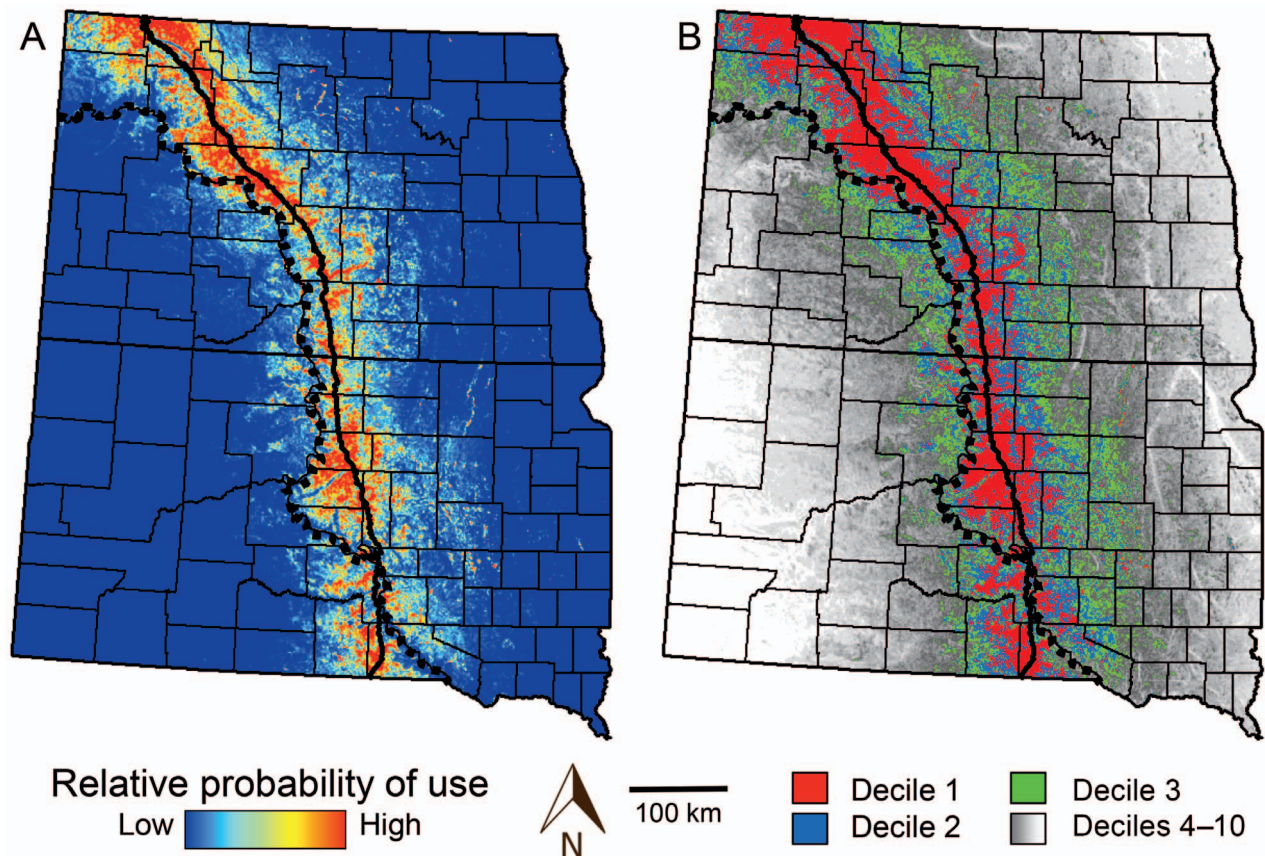 A
B
Relative probability of use
Low
High
N
100 km
Decile 1
Decile 2
Decile 3
Deciles 4–10